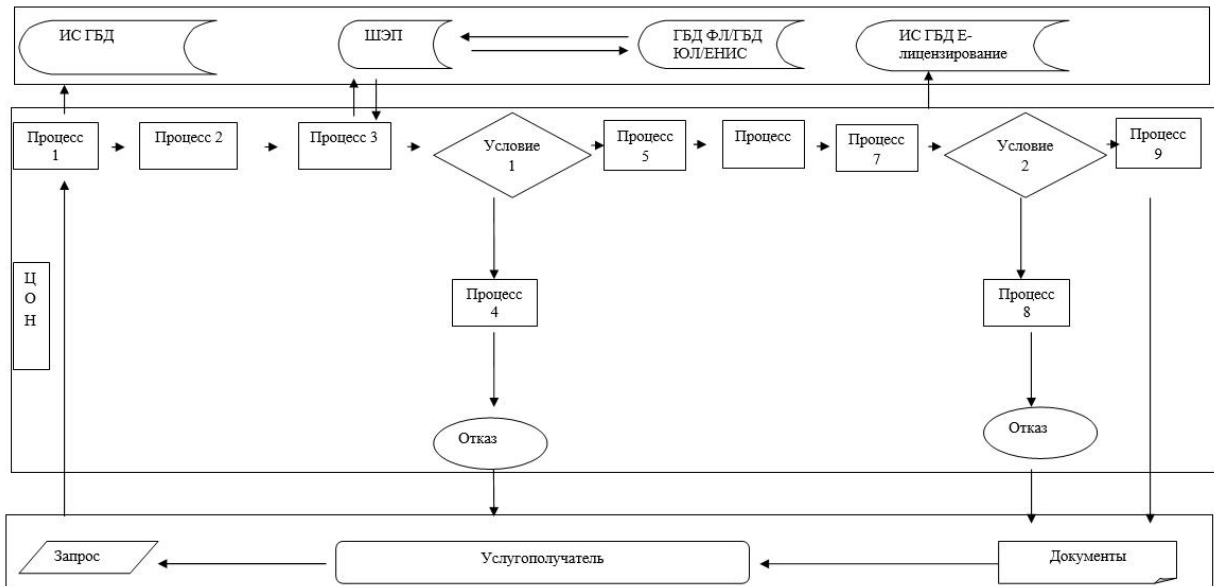 ИС ГБД
ШЭП
ГБД ФЛ/ГБД
ЮЛ/ЕНИС
ИС ГБД Е-
лицензирование
Процесс
1
Процесс 2
Процесс 3
Условие
1
Процесс
5
Процесс
Процесс
7
Условие
2
Процесс
9
Ц
О
Н
Процесс
4
Процесс
8
Отказ
Отказ
Запрос
Услугополучатель
Документы